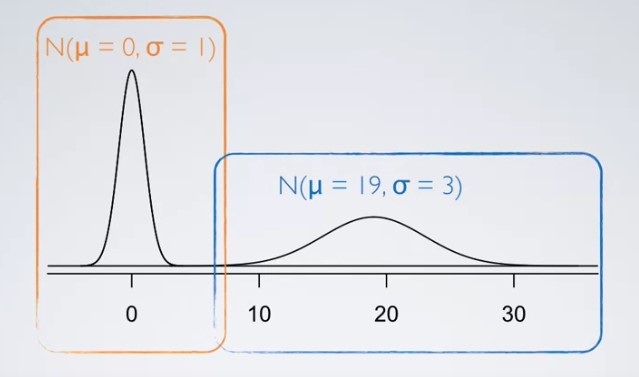 N(μ = 0, σ = 1)
N(μ = 19, σ = 3)
0 10 20 30